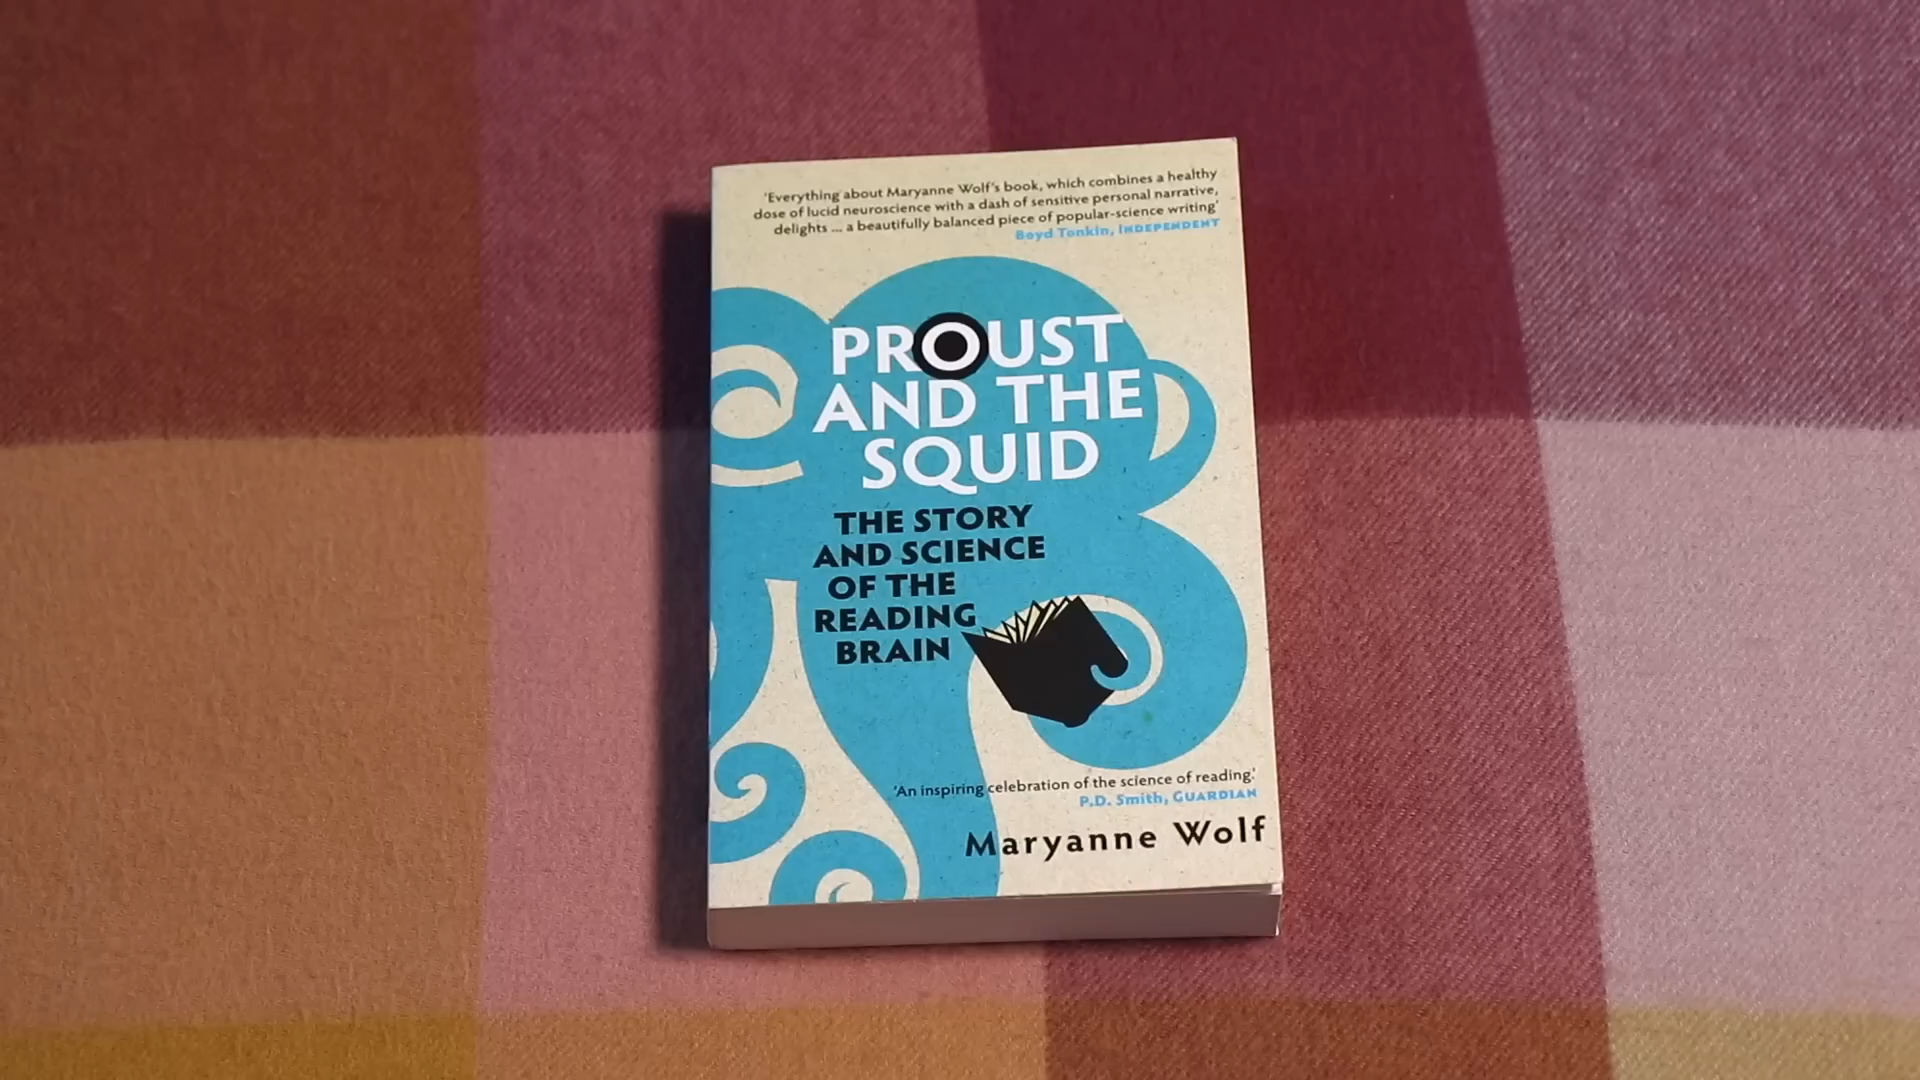 'Everything about Maryanne Wolf's book, which combines a healthy
dose of lucid neuroscience with a dash of sensitive personal narrative,
delights ... a beautifully balanced piece of popular-science writing'
Boyd Tonkin, INDEPENDENT
PROUST
AND THE
SQUID
THE STORY
AND SCIENCE
OF THE
READING
BRAIN
'An inspiring celebration of the science of reading.'
P.D. Smith, GUARDIAN
Maryanne Wolf